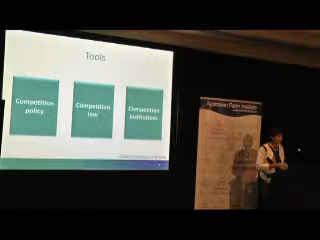 Tools
Competition
policy
Competition
law
Competition
institutions
Australian Farm Institute